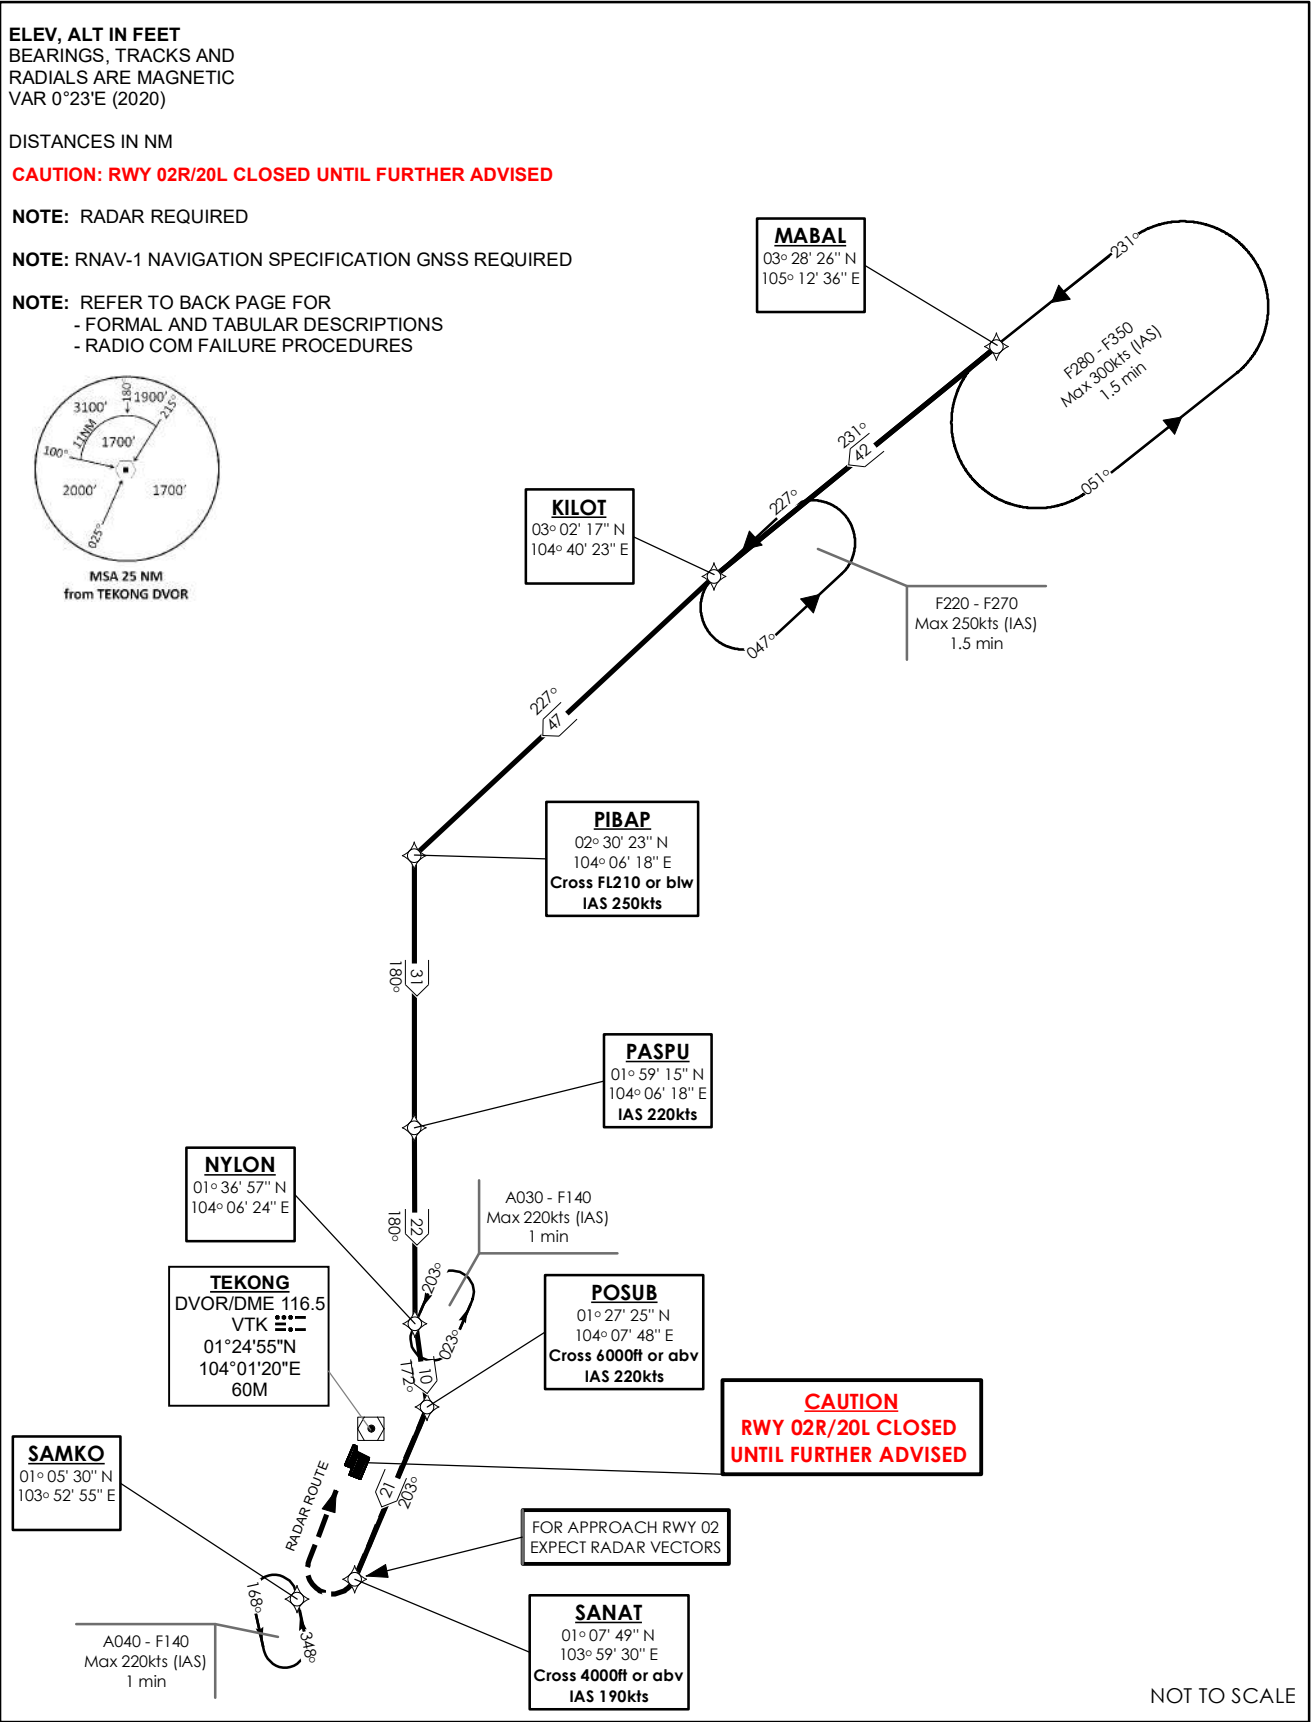 ELEV, ALT IN FEET
BEARINGS, TRACKS AND
RADIALS ARE MAGNETIC
VAR 0°23'E (2020)
DISTANCES IN NM
CAUTION: RWY 02R/20L CLOSED UNTIL FURTHER ADVISED
NOTE: RADAR REQUIRED
NOTE: RNAV-1 NAVIGATION SPECIFICATION GNSS REQUIRED
NOTE: REFER TO BACK PAGE FOR
- FORMAL AND TABULAR DESCRIPTIONS
- RADIO COM FAILURE PROCEDURES
3100'
180°
1900'
215°
11NM
1700'
100°
2000'
1700'
025°
MSA 25 NM
from TEKONG DVOR
MABAL
03° 28' 26" N
105° 12' 36" E
231°
F280 - F350
Max 300kts (IAS)
1.5 min
051°
231°
42
KILOT
03° 02' 17" N
104° 40' 23" E
227°
047°
F220 - F270
Max 250kts (IAS)
1.5 min
227°
47
PIBAP
02° 30' 23" N
104° 06' 18" E
Cross FL210 or blw
IAS 250kts
31
180°
PASPU
01° 59' 15" N
104° 06' 18" E
IAS 220kts
22
180°
NYLON
01° 36' 57" N
104° 06' 24" E
A030 - F140
Max 220kts (IAS)
1 min
203°
023°
TEKONG
DVOR/DME 116.5
VTK
01°24'55"N
104°01'20"E
60M
10
172°
POSUB
01° 27' 25" N
104° 07' 48" E
Cross 6000ft or abv
IAS 220kts
CAUTION
RWY 02R/20L CLOSED
UNTIL FURTHER ADVISED
SAMKO
01° 05' 30" N
103° 52' 55" E
RADAR ROUTE
21
203°
FOR APPROACH RWY 02
EXPECT RADAR VECTORS
168°
348°
A040 - F140
Max 220kts (IAS)
1 min
SANAT
01° 07' 49" N
103° 59' 30" E
Cross 4000ft or abv
IAS 190kts
NOT TO SCALE